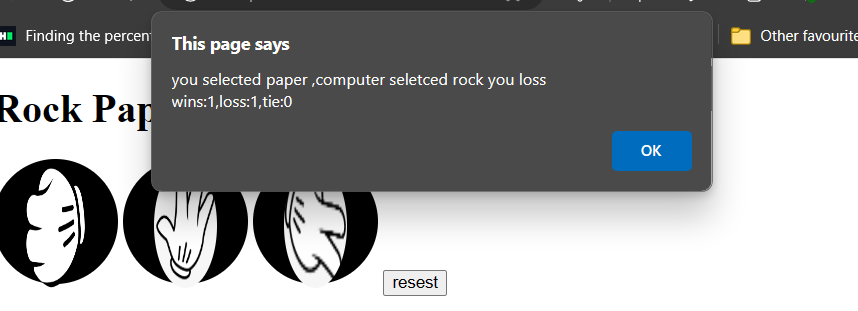 This page says
Finding the percent
Other favourite
you selected paper ,computer seletced rock you loss
wins:1,loss:1,tie:0
Rock Pap
OK
resest